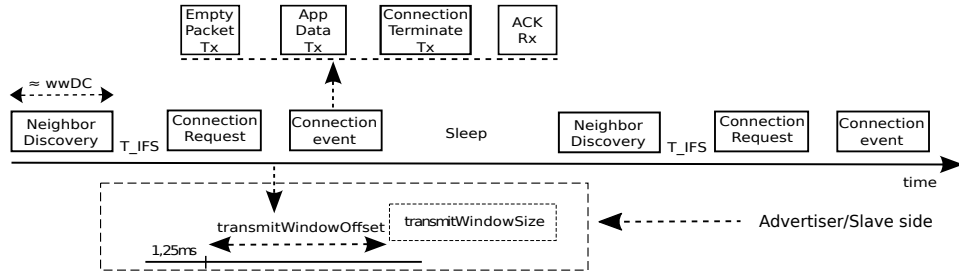 Empty Packet Tx
App Data Tx
Connection Terminate Tx
ACK Rx
≈ wwDC
Neighbor Discovery
T_IFS
Connection Request
Connection event
Sleep
Neighbor Discovery
T_IFS
Connection Request
Connection event
time
transmitWindowOffset
transmitWindowSize
1,25ms
Advertiser/Slave side